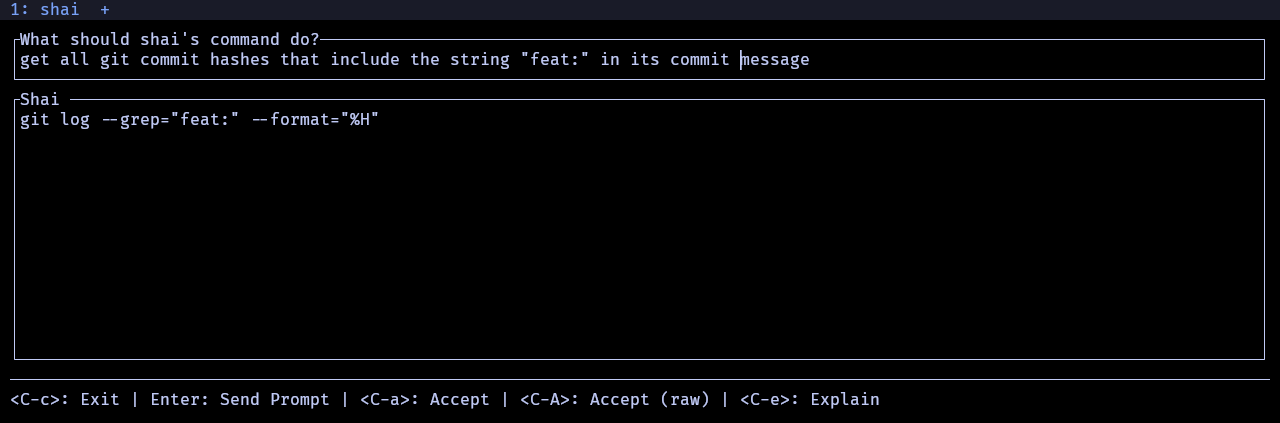 1: shai  +
What should shai's command do?
get all git commit hashes that include the string "feat:" in its commit message
Shai
git log --grep="feat:" --format="%H"
<C-c>: Exit | Enter: Send Prompt | <C-a>: Accept | <C-A>: Accept (raw) | <C-e>: Explain